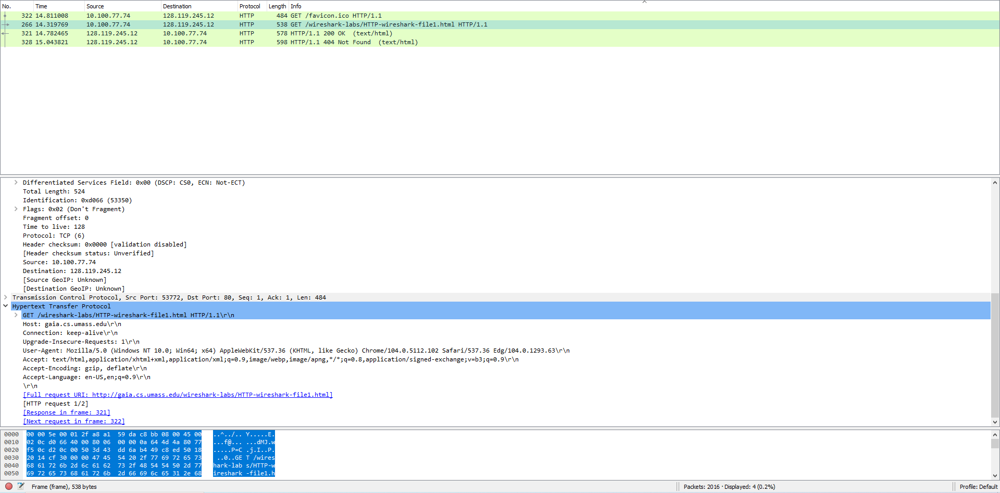 No. Time Source Destination Protocol Length Info
322 14.811008 10.100.77.74 128.119.245.12 HTTP 484 GET /favicon.ico HTTP/1.1
266 14.319769 10.100.77.74 128.119.245.12 HTTP 538 GET /wireshark-labs/HTTP-wireshark-file1.html HTTP/1.1
321 14.782465 128.119.245.12 10.100.77.74 HTTP 578 HTTP/1.1 200 OK  (text/html)
328 15.043821 128.119.245.12 10.100.77.74 HTTP 598 HTTP/1.1 404 Not Found  (text/html)
Differentiated Services Field: 0x00 (DSCP: CS0, ECN: Not-ECT)
Total Length: 524
Identification: 0xd066 (53350)
Flags: 0x02 (Don't Fragment)
Fragment offset: 0
Time to live: 128
Protocol: TCP (6)
Header checksum: 0x0000 [validation disabled]
[Header checksum status: Unverified]
Source: 10.100.77.74
Destination: 128.119.245.12
[Source GeoIP: Unknown]
[Destination GeoIP: Unknown]
Transmission Control Protocol, Src Port: 53772, Dst Port: 80, Seq: 1, Ack: 1, Len: 484
Hypertext Transfer Protocol
GET /wireshark-labs/HTTP-wireshark-file1.html HTTP/1.1\r\n
Host: gaia.cs.umass.edu\r\n
Connection: keep-alive\r\n
Upgrade-Insecure-Requests: 1\r\n
User-Agent: Mozilla/5.0 (Windows NT 10.0; Win64; x64) AppleWebKit/537.36 (KHTML, like Gecko) Chrome/104.0.5112.102 Safari/537.36 Edg/104.0.1293.63\r\n
Accept: text/html,application/xhtml+xml,application/xml;q=0.9,image/webp,image/apng,*/*;q=0.8,application/signed-exchange;v=b3;q=0.9\r\n
Accept-Encoding: gzip, deflate\r\n
Accept-Language: en-US,en;q=0.9\r\n
\r\n
[Full request URI: http://gaia.cs.umass.edu/wireshark-labs/HTTP-wireshark-file1.html]
[HTTP request 1/2]
[Response in frame: 321]
[Next request in frame: 322]
0000 00 00 5e 00 01 2f a8 a1 59 da c8 bb 08 00 45 00 ..^../.. Y.....E.
0010 02 0c d0 66 40 00 80 06 00 00 0a 64 4d 4a 80 77 ...f@... ...dMJ.w
0020 f5 0c d2 0c 00 50 3d 43 dd 6a b4 49 c8 ed 50 18 .....P=C .j.I..P.
0030 20 14 cf 30 00 00 47 45 54 20 2f 77 69 72 65 73 ..0..GE T /wires
0040 68 61 72 6b 2d 6c 61 62 73 2f 48 54 54 50 2d 77 hark-lab s/HTTP-w
0050 69 72 65 73 68 61 72 6b 2d 66 69 6c 65 31 2e 68 ireshark -file1.h
Frame (frame), 538 bytes Packets: 2016 · Displayed: 4 (0.2%) Profile: Default